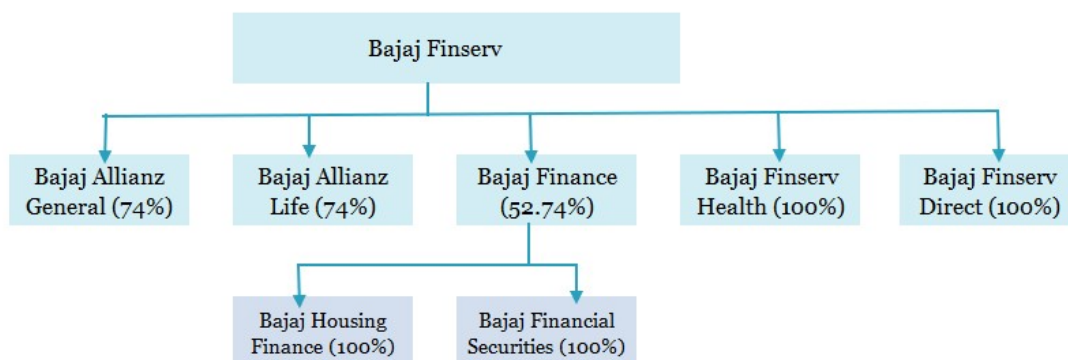 Bajaj Finserv
Bajaj Allianz
General (74%)
Bajaj Allianz
Life (74%)
Bajaj Finance
(52.74%)
Bajaj Finserv
Health (100%)
Bajaj Finserv
Direct (100%)
Bajaj Housing
Finance (100%)
Bajaj Financial
Securities (100%)